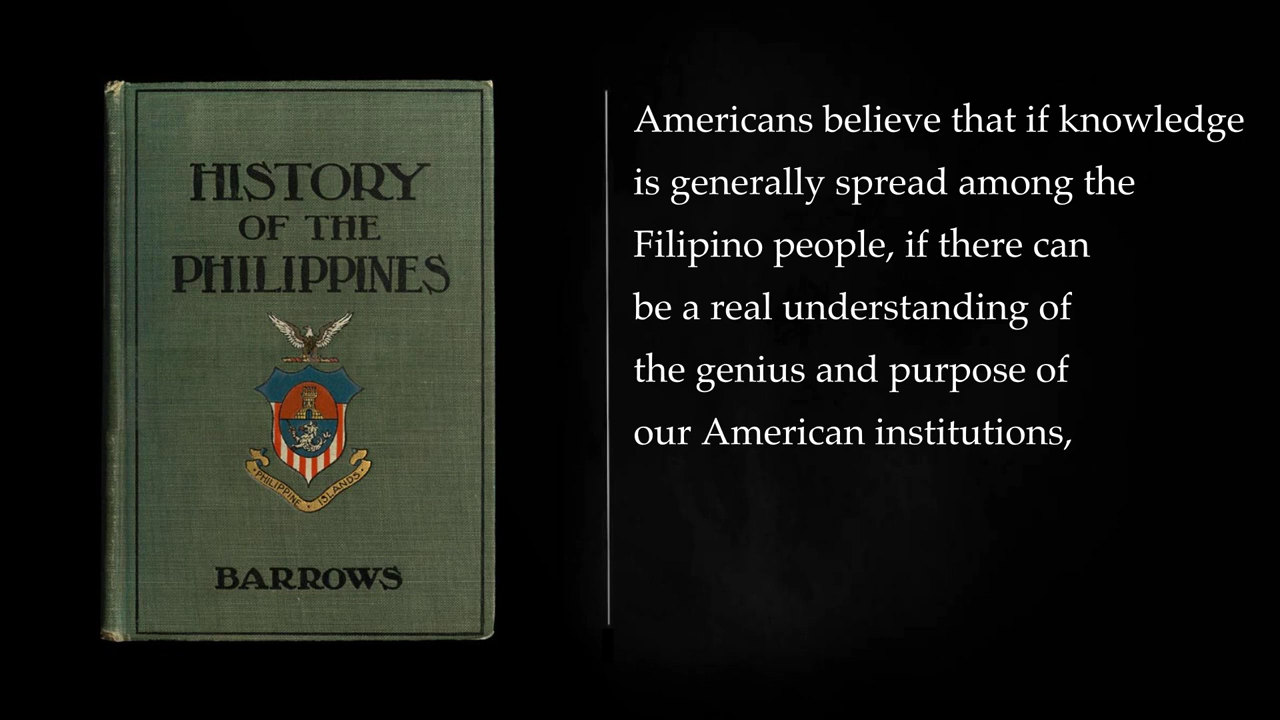 HISTORY
OF THE
PHILIPPINES
PHILIPPINE ISLANDS
BARROWS
Americans believe that if knowledge
is generally spread among the
Filipino people, if there can
be a real understanding of
the genius and purpose of
our American institutions,